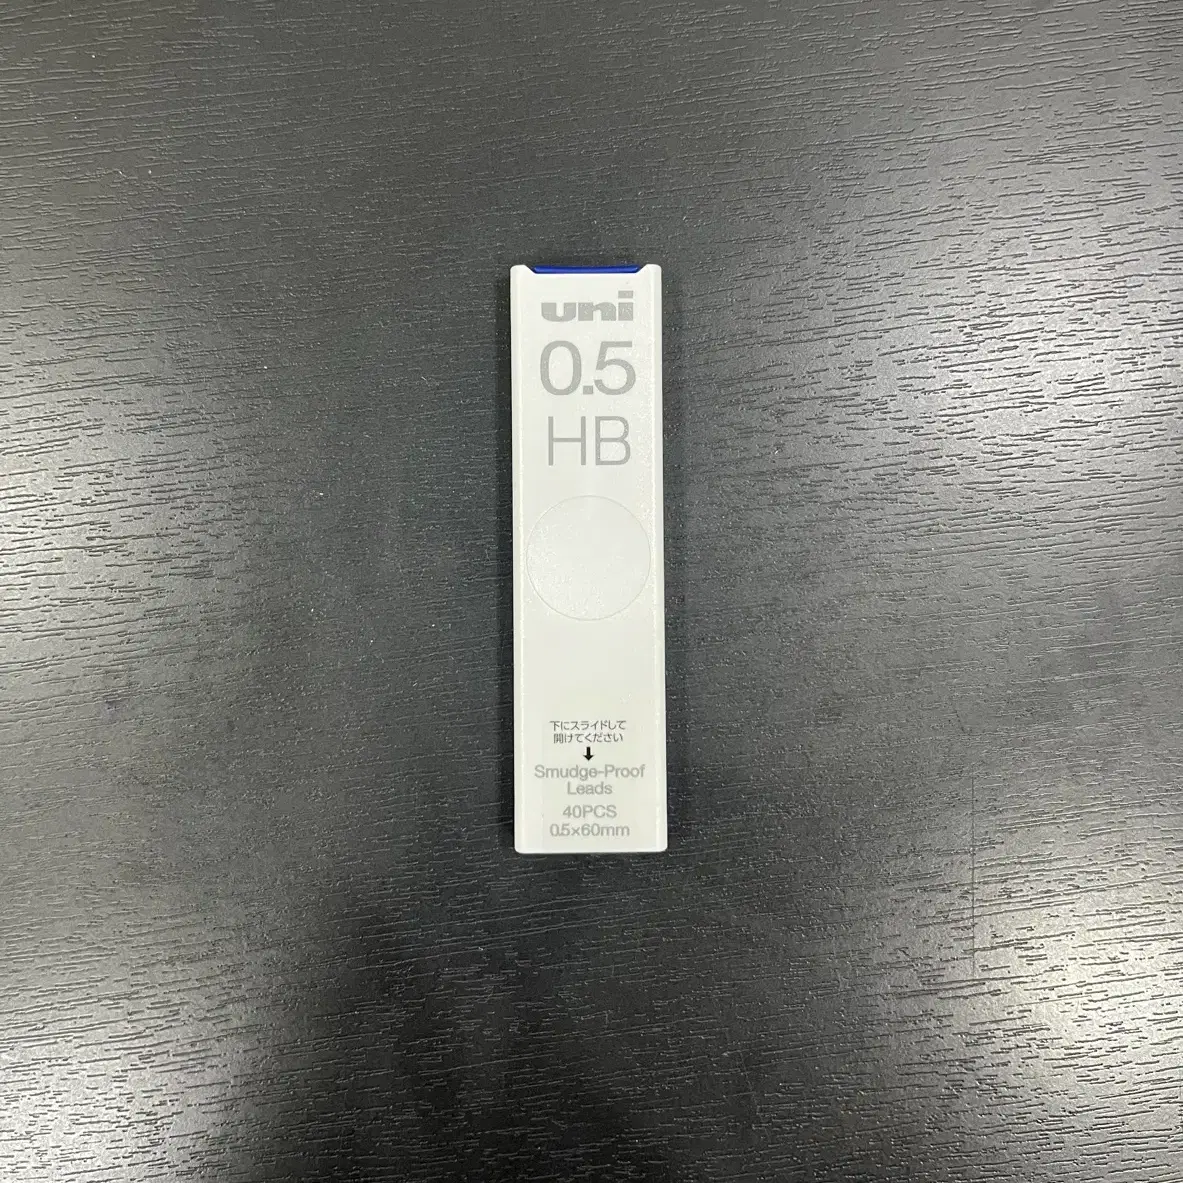 uni
0.5
HB
下にスライドして
開けてください
↓
Smudge-Proof
Leads
40PCS
0.5×60mm